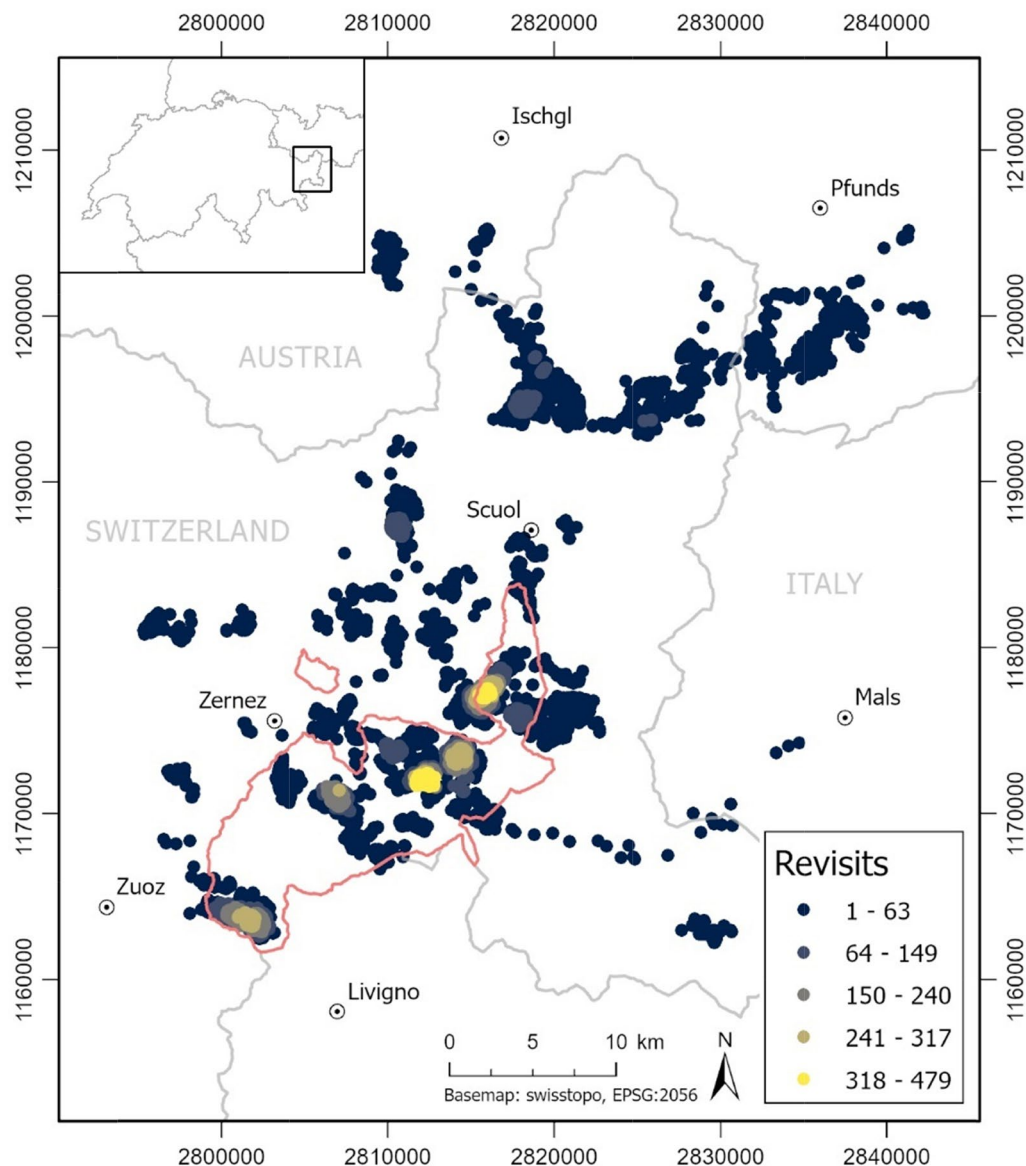 2800000 2810000 2820000 2830000 2840000
1210000 1210000
Ischgl
Pfunds
1200000 1200000
AUSTRIA
1190000 1190000
Scuol
SWITZERLAND
ITALY
1180000 1180000
Zernez
Mals
1170000 1170000
Revisits
Zuoz
1 - 63
64 - 149
1160000 1160000
Livigno
150 - 240
0 5 10 km
N
241 - 317
318 - 479
Basemap: swisstopo, EPSG:2056
2800000 2810000 2820000 2830000 2840000